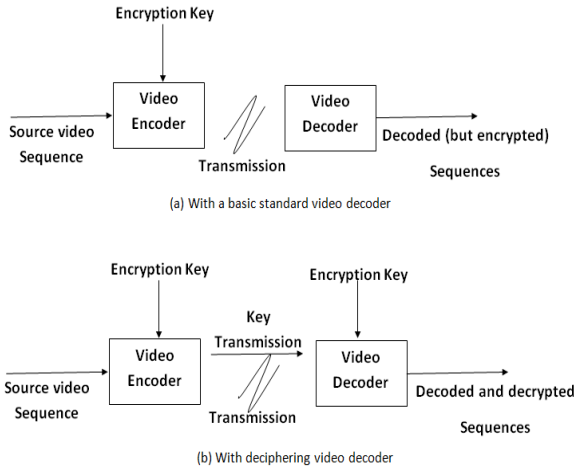 Encryption Key
Video
Encoder
Video
Decoder
Source video
Sequence
Transmission
Decoded (but encrypted)
Sequences
(a) With a basic standard video decoder
Encryption Key
Encryption Key
Key
Transmission
Video
Encoder
Video
Decoder
Source video
Sequence
Transmission
Decoded and decrypted
Sequences
(b) With deciphering video decoder